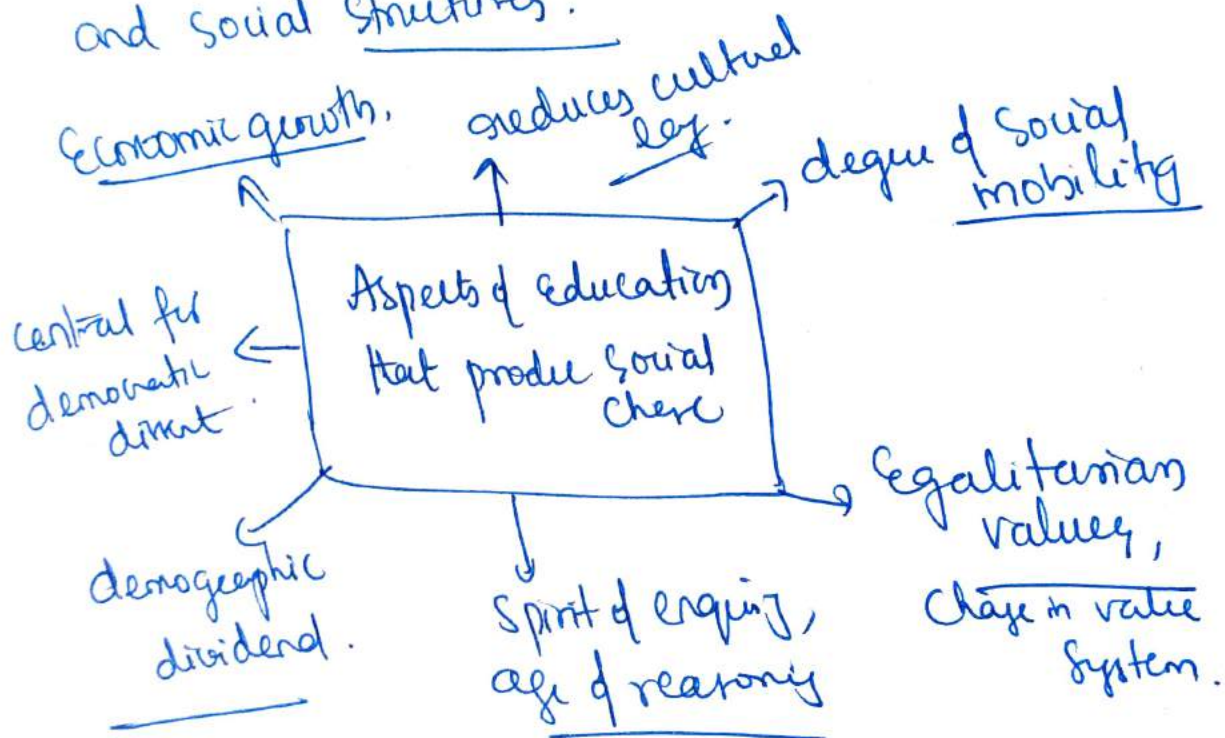 and social structures.
Economic growth.
reduces cultural
lag.
degree of social
mobility
Aspects of education
that produce social
change
central for
democratic
dissent.
Egalitarian
values,
Change in value
system.
demographic
dividend.
Spirit of enquiry,
age of reasoning